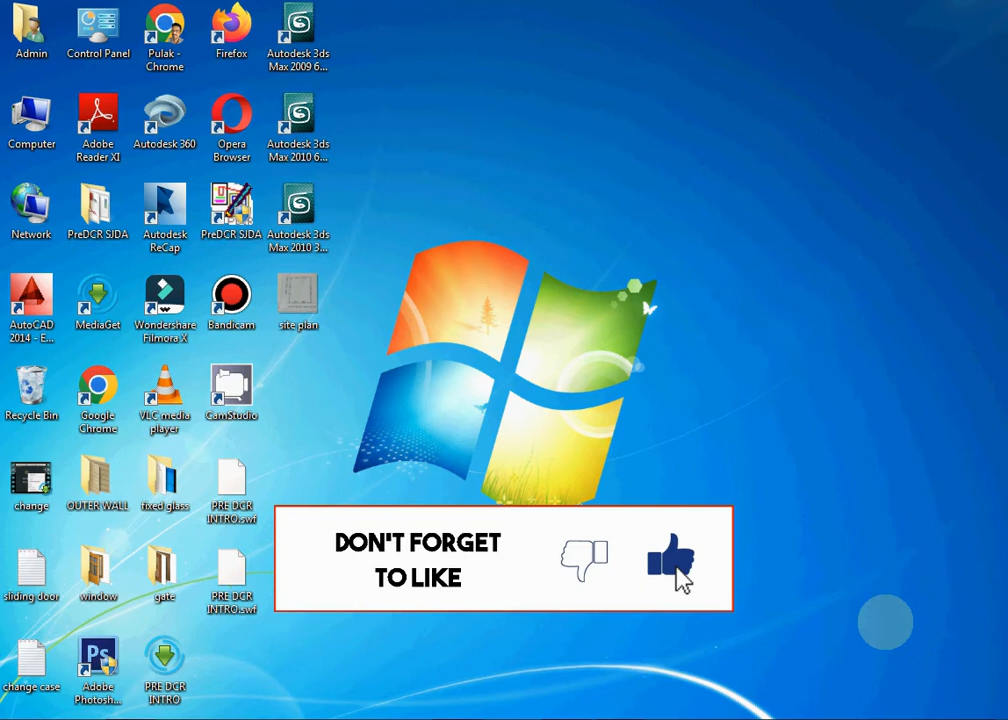 Admin
Control Panel
Pulak -
Chrome
Firefox
Autodesk 3ds
Max 2009 6...
Computer
Adobe
Reader XI
Autodesk 360
Opera
Browser
Autodesk 3ds
Max 2010 6...
Network
PreDCR SJDA
Autodesk
ReCap
PreDCR SJDA
Autodesk 3ds
Max 2010 3...
AutoCAD
2014 - E...
MediaGet
Wondershare
Filmora X
Bandicam
site plan
Recycle Bin
Google
Chrome
VLC media
player
CamStudio
change
OUTER WALL
fixed glass
PRE DCR
INTRO.swf
sliding door
window
gate
PRE DCR
INTRO.swf
change case
Ps
Adobe
Photosh...
PRE DCR
INTRO
DON'T FORGET
TO LIKE